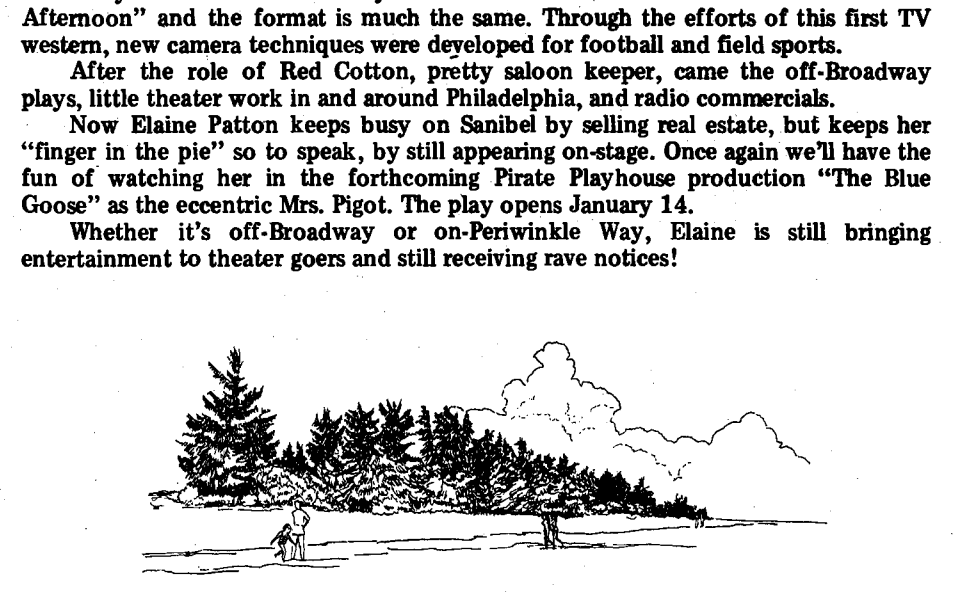 Afternoon” and the format is much the same. Through the efforts of this first TV
western, new camera techniques were developed for football and field sports.
After the role of Red Cotton, pretty saloon keeper, came the off-Broadway
plays, little theater work in and around Philadelphia, and radio commercials.
Now Elaine Patton keeps busy on Sanibel by selling real estate, but keeps her
“finger in the pie” so to speak, by still appearing on-stage. Once again we’ll have the
fun of watching her in the forthcoming Pirate Playhouse production “The Blue
Goose” as the eccentric Mrs. Pigot. The play opens January 14.
Whether it’s off-Broadway or on-Periwinkle Way, Elaine is still bringing
entertainment to theater goers and still receiving rave notices!